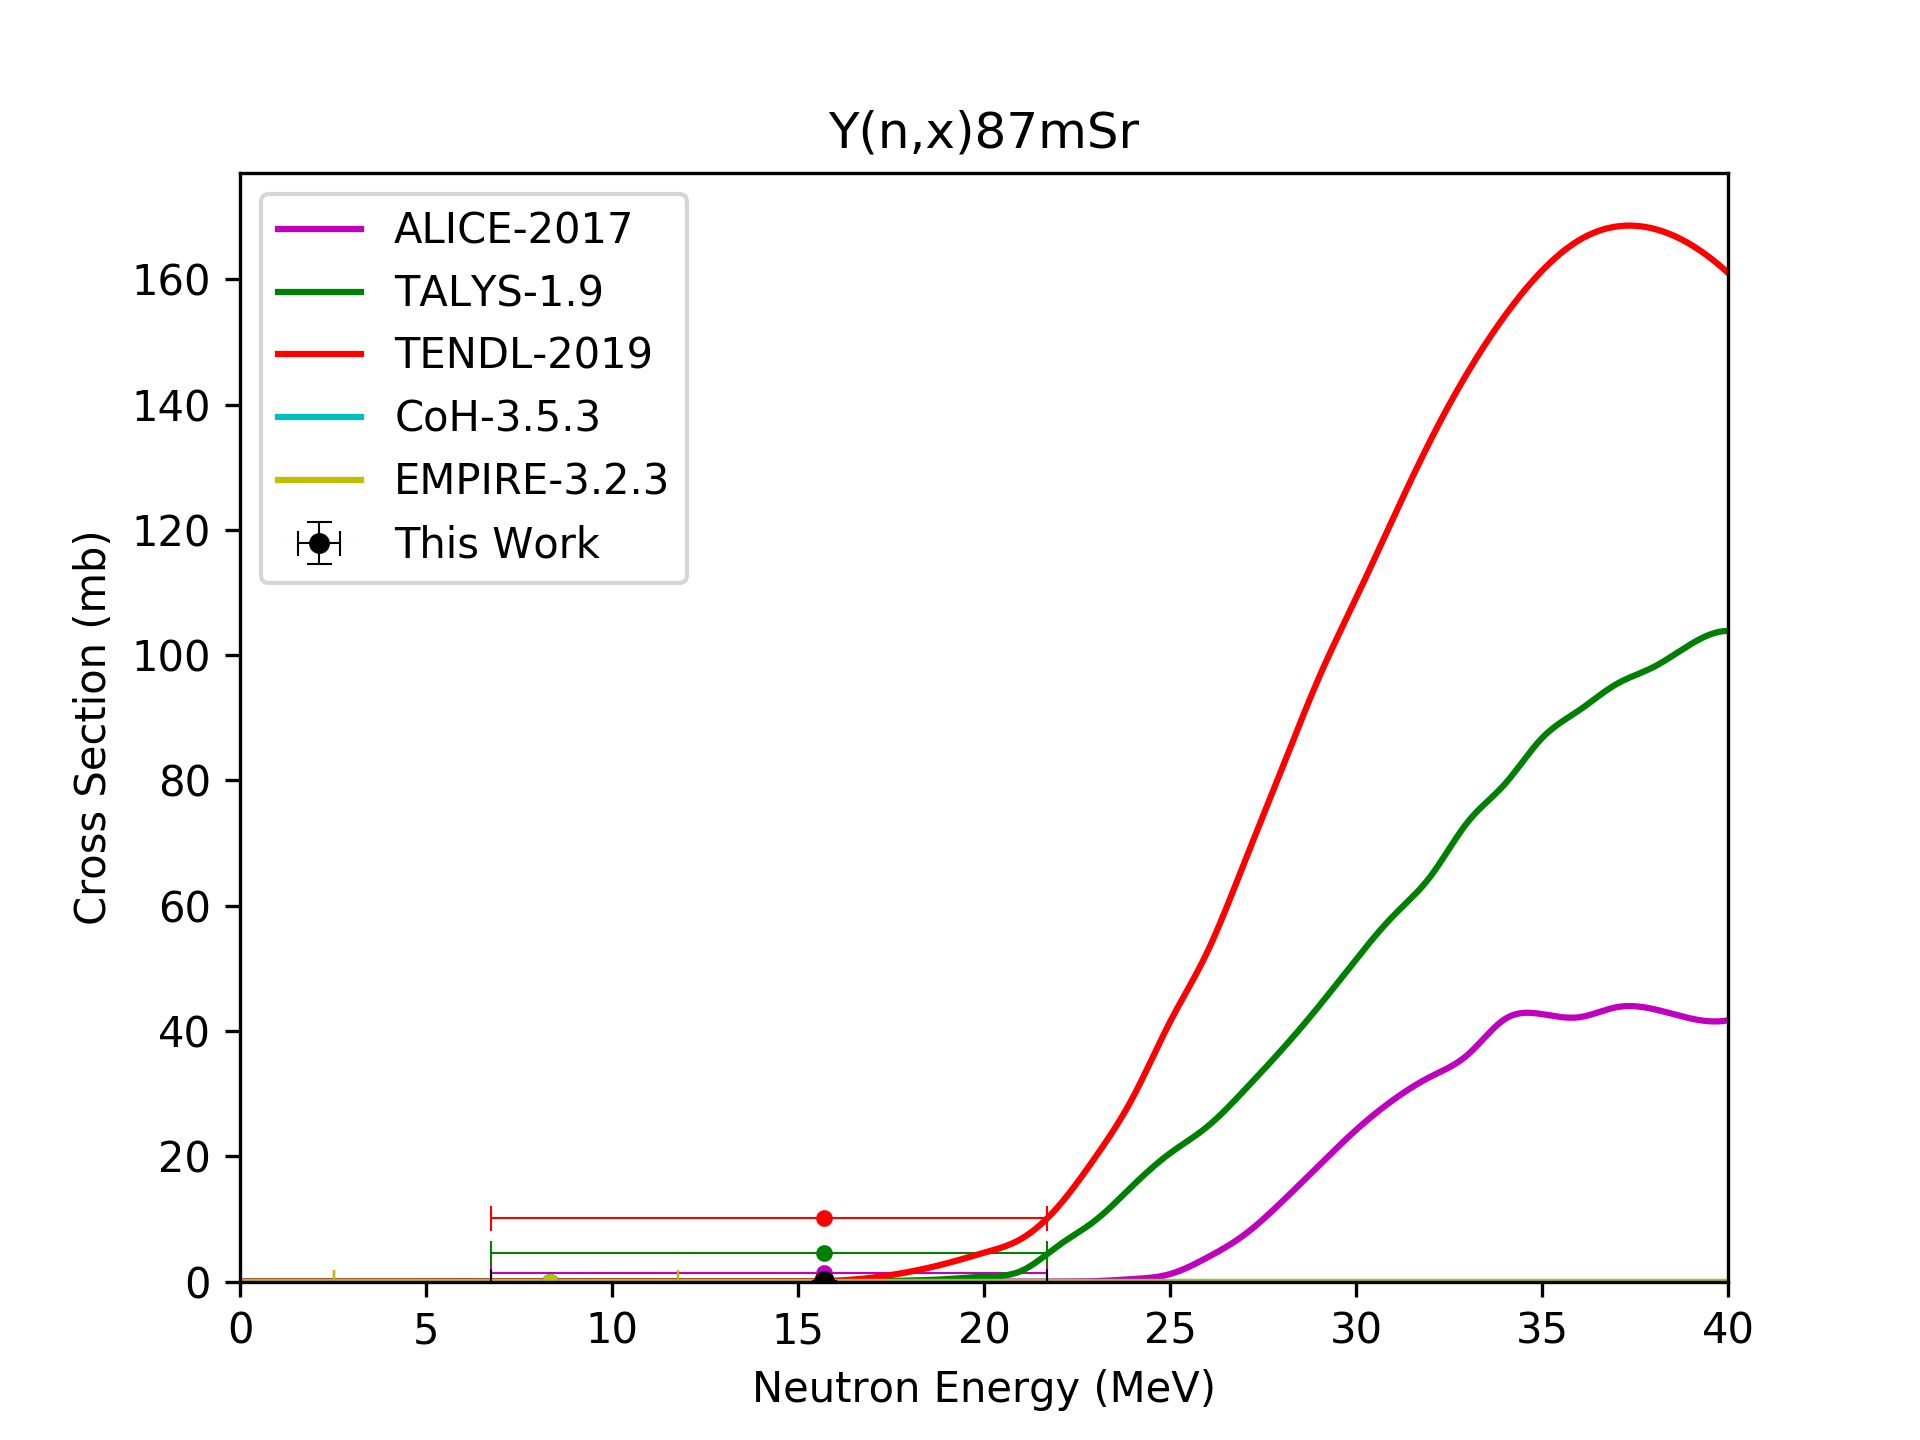 Y(n,x)87mSr
ALICE-2017
TALYS-1.9
TENDL-2019
CoH-3.5.3
EMPIRE-3.2.3
This Work
Cross Section (mb)
160
140
120
100
80
60
40
20
0
0 5 10 15 20 25 30 35 40
Neutron Energy (MeV)